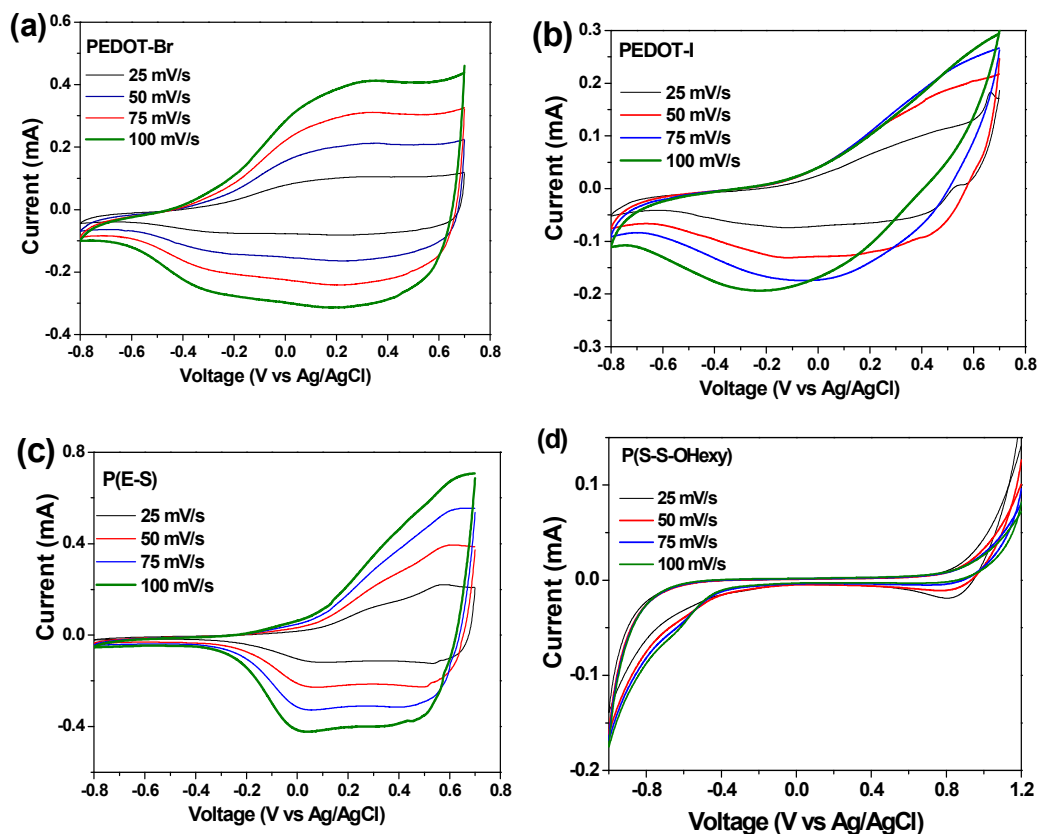 (a)
PEDOT-Br
25 mV/s
50 mV/s
75 mV/s
100 mV/s
0.6
0.4
0.2
0.0
-0.2
-0.4
Current (mA)
-0.8 -0.6 -0.4 -0.2 0.0 0.2 0.4 0.6 0.8
Voltage (V vs Ag/AgCl)
(b)
PEDOT-I
25 mV/s
50 mV/s
75 mV/s
100 mV/s
0.3
0.2
0.1
0.0
-0.1
-0.2
-0.3
Current (mA)
-0.8 -0.6 -0.4 -0.2 0.0 0.2 0.4 0.6 0.8
Voltage (V vs Ag/AgCl)
(c)
P(E-S)
25 mV/s
50 mV/s
75 mV/s
100 mV/s
0.8
0.4
0.0
-0.4
-0.8
Current (mA)
-0.8 -0.6 -0.4 -0.2 0.0 0.2 0.4 0.6 0.8
Voltage (V vs Ag/AgCl)
(d)
P(S-S-OHexy)
25 mV/s
50 mV/s
75 mV/s
100 mV/s
0.1
0.0
-0.1
-0.2
Current (mA)
-0.8 -0.4 0.0 0.4 0.8 1.2
Voltage (V vs Ag/AgCl)